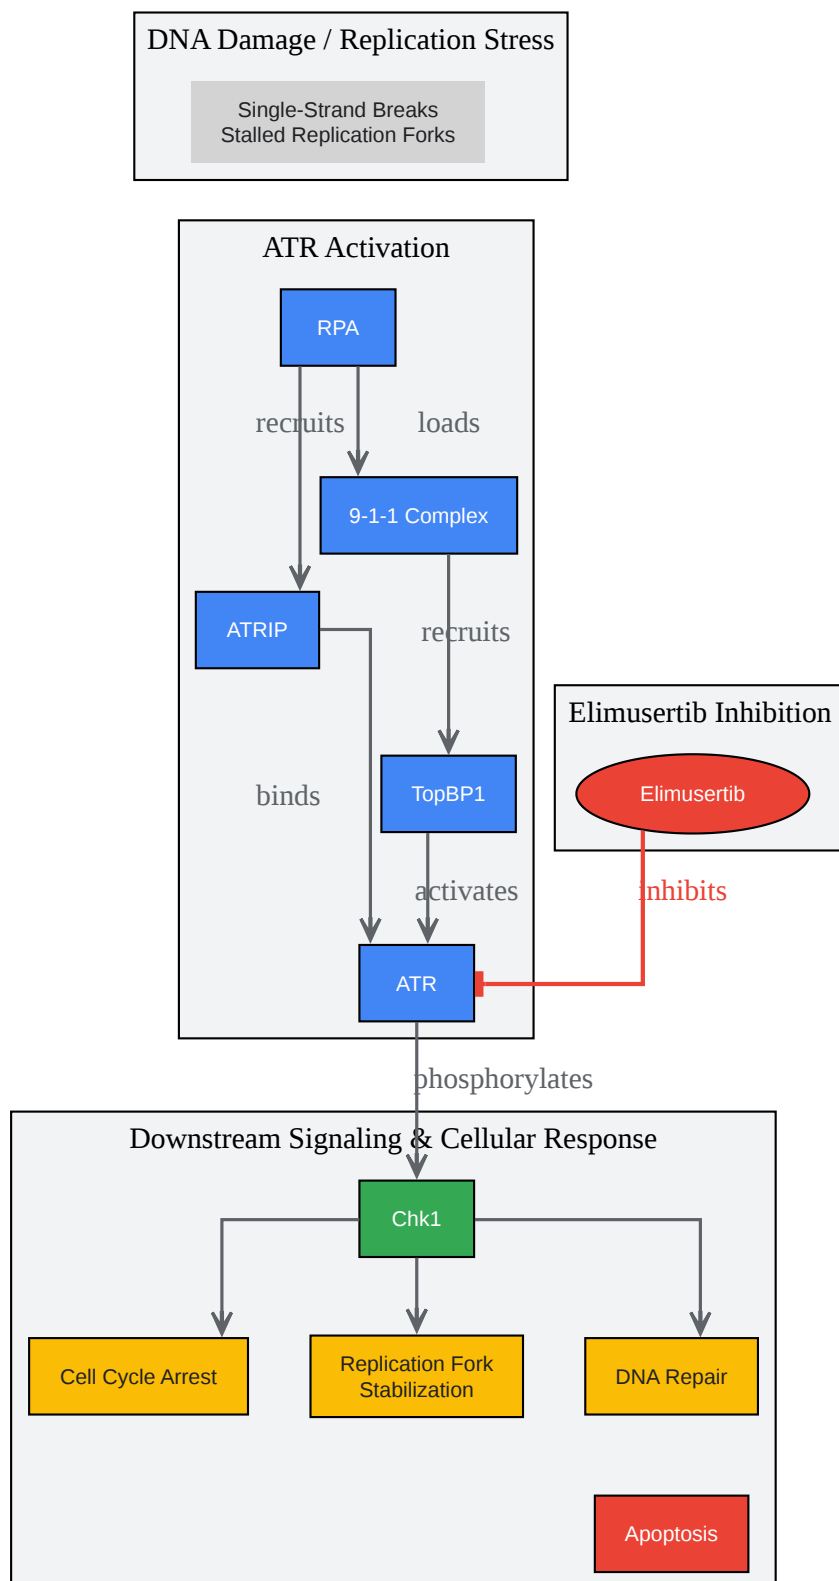 DNA Damage / Replication Stress
Single-Strand Breaks
Stalled Replication Forks
ATR Activation
RPA
recruits
loads
9-1-1 Complex
ATRIP
recruits
Elimusertib Inhibition
binds
TopBP1
Elimusertib
activates
inhibits
ATR
phosphorylates
Downstream Signaling & Cellular Response
Chk1
Cell Cycle Arrest
Replication Fork
Stabilization
DNA Repair
Apoptosis